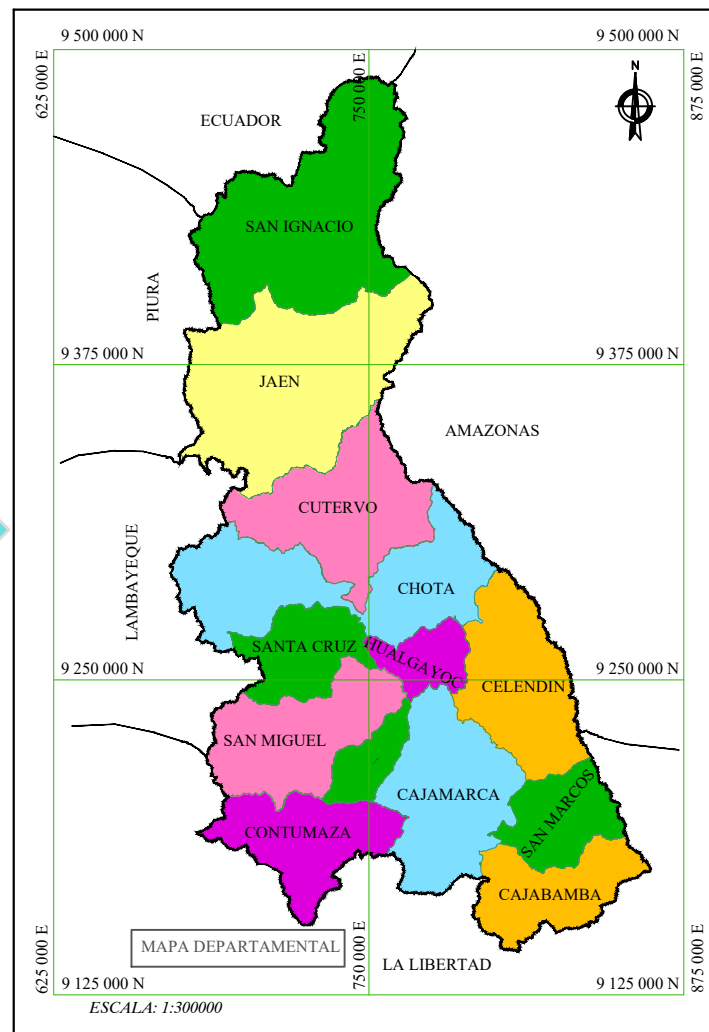 9 500 000 N
9 500 000 N
625 000 E
750 000 E
875 000 E
N
ECUADOR
SAN IGNACIO
PIURA
9 375 000 N
9 375 000 N
JAEN
AMAZONAS
CUTERVO
LAMBAYEQUE
CHOTA
SANTA CRUZ
HUALGAYOC
9 250 000 N
9 250 000 N
CELENDIN
SAN MIGUEL
CAJAMARCA
SAN MARCOS
CONTUMAZA
CAJABAMBA
MAPA DEPARTAMENTAL
LA LIBERTAD
625 000 E
750 000 E
875 000 E
9 125 000 N
9 125 000 N
ESCALA: 1:300000